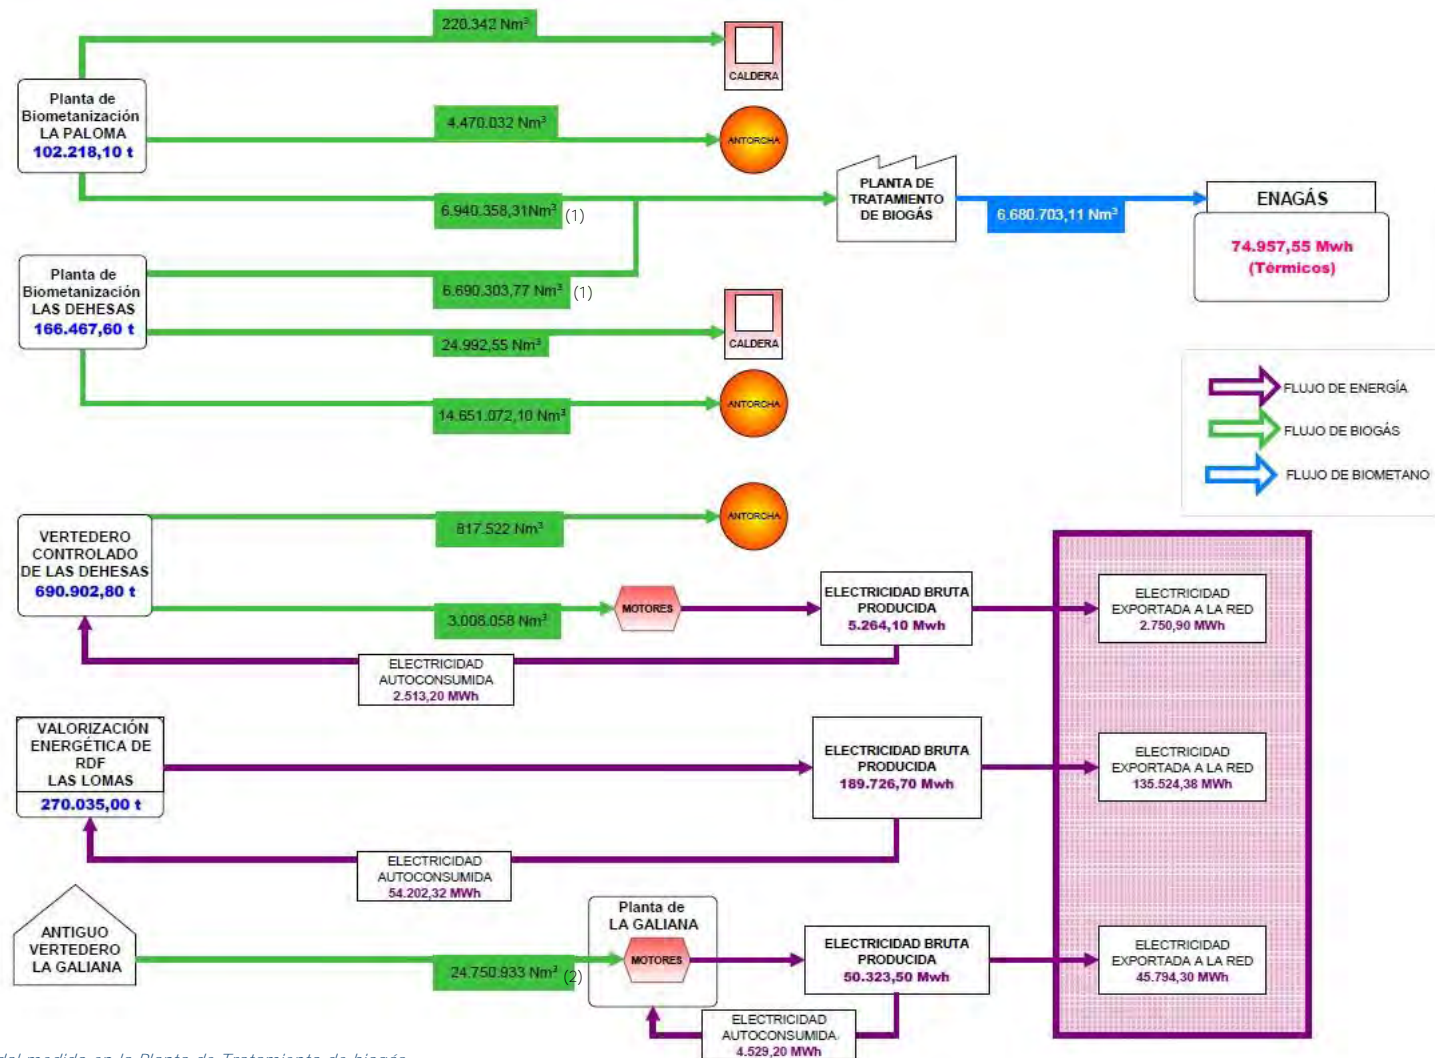 220.342 Nm³
CALDERA
Planta de
Biometanización
LA PALOMA
102.218,10 t
4.470.032 Nm³
ANTORCHA
6.940.358,31Nm³ (1)
PLANTA DE
TRATAMIENTO
DE BIOGÁS
6.680.703,11 Nm³
ENAGÁS
74.957,55 Mwh
(Térmicos)
Planta de
Biometanización
LAS DEHESAS
166.467,60 t
6.690.303,77 Nm³ (1)
24.992,55 Nm³
CALDERA
14.651.072,10 Nm³
ANTORCHA
FLUJO DE ENERGÍA
FLUJO DE BIOGÁS
FLUJO DE BIOMETANO
VERTEDERO
CONTROLADO
DE LAS DEHESAS
690.902,80 t
817.522 Nm³
ANTORCHA
3.008.058 Nm³
MOTORES
ELECTRICIDAD BRUTA
PRODUCIDA
5.264,10 Mwh
ELECTRICIDAD
EXPORTADA A LA RED
2.750,90 MWh
ELECTRICIDAD
AUTOCONSUMIDA
2.513,20 MWh
VALORIZACIÓN
ENERGÉTICA DE
RDF
LAS LOMAS
270.035,00 t
ELECTRICIDAD BRUTA
PRODUCIDA
189.726,70 Mwh
ELECTRICIDAD
EXPORTADA A LA RED
135.524,38 MWh
ELECTRICIDAD
AUTOCONSUMIDA
54.202,32 MWh
ANTIGUO
VERTEDERO
LA GALIANA
24.750.933 Nm³ (2)
Planta de
LA GALIANA
MOTORES
ELECTRICIDAD BRUTA
PRODUCIDA
50.323,50 Mwh
ELECTRICIDAD
EXPORTADA A LA RED
45.794,30 MWh
ELECTRICIDAD
AUTOCONSUMIDA
4.529,20 MWh
medido en la Planta de Tratamiento de biogás